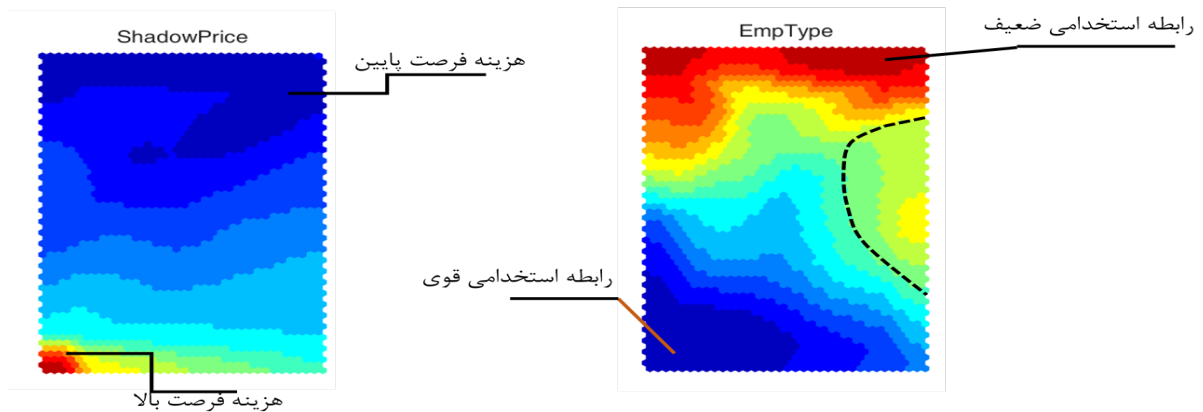 ShadowPrice
هزینه فرصت پایین
هزینه فرصت بالا
EmpType
رابطه استخدامی ضعیف
رابطه استخدامی قوی